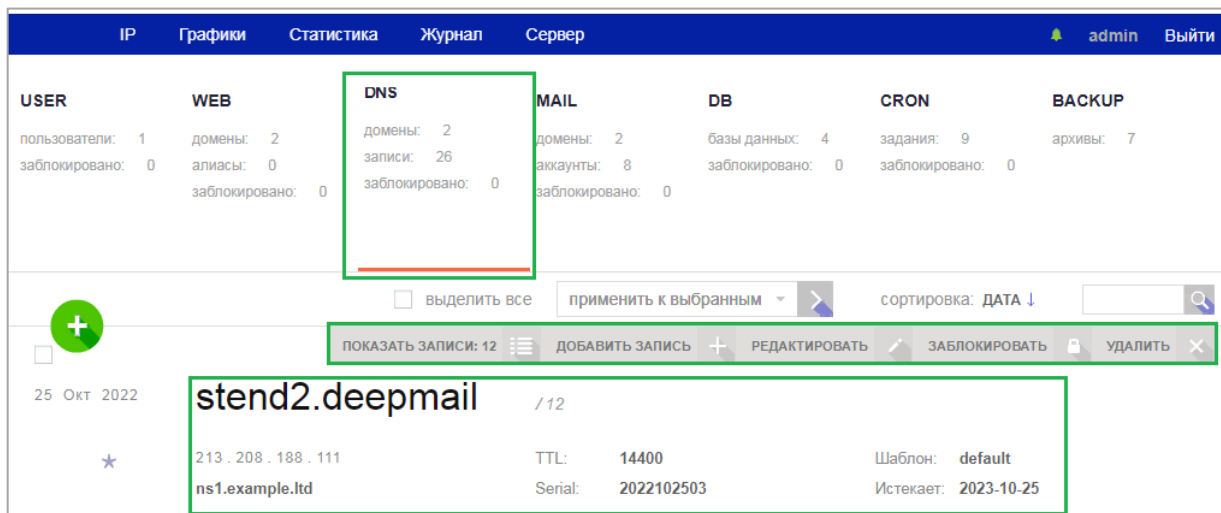 IP Графики Статистика Журнал Сервер admin Выйти
USER WEB DNS MAIL DB CRON BACKUP
пользователи: 1 домены: 2 домены: 2 домены: 2 базы данных: 4 задания: 9 архивы: 7
заблокировано: 0 алиасы: 0 записи: 26 аккаунты: 8 заблокировано: 0 заблокировано: 0
заблокировано: 0 заблокировано: 0 заблокировано: 0
выделить все применить к выбранным сортировка: ДАТА ↓
ПОКАЗАТЬ ЗАПИСИ: 12 ДОБАВИТЬ ЗАПИСЬ РЕДАКТИРОВАТЬ ЗАБЛОКИРОВАТЬ УДАЛИТЬ
25 Окт 2022 stend2.deepmail / 12
213 . 208 . 188 . 111 TTL: 14400 Шаблон: default
ns1.example.ltd Serial: 2022102503 Истекает: 2023-10-25